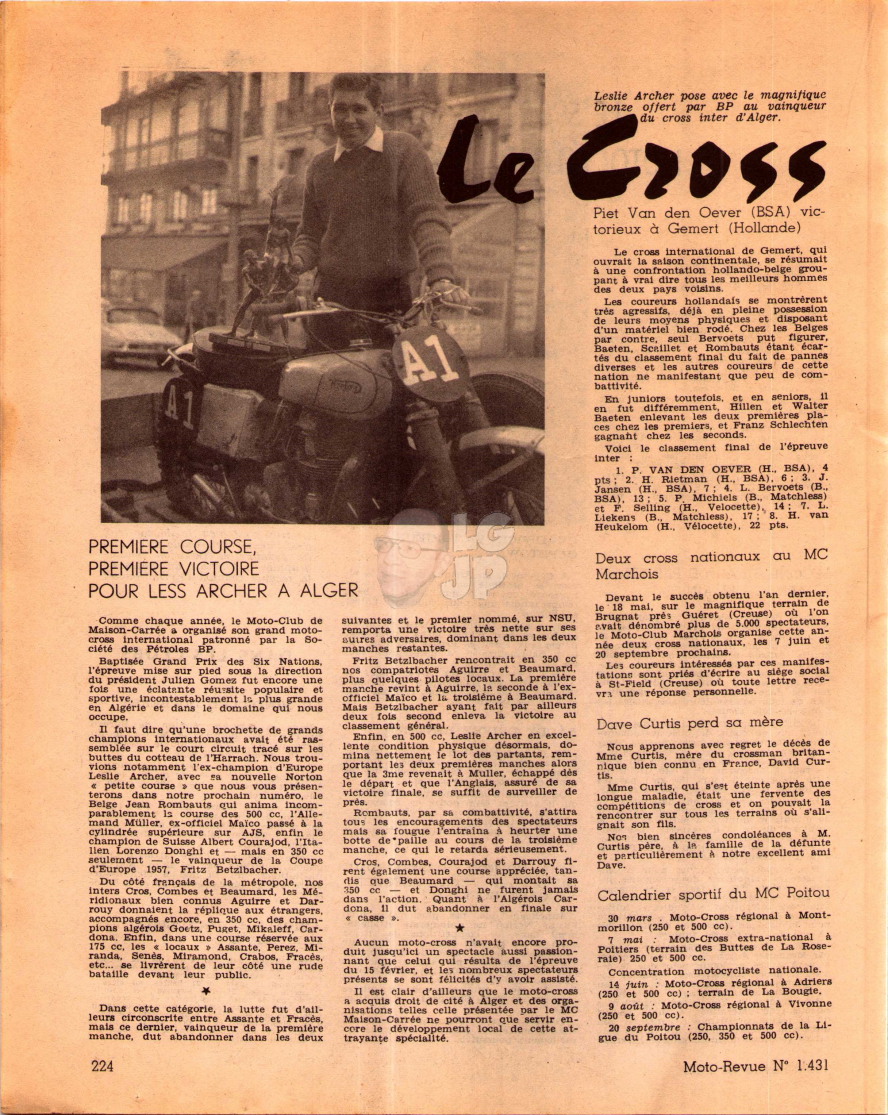 Leslie Archer pose avec le magnifique
bronze offert par BP au vainqueur
du cross inter d'Alger.
Le Cross
A1
A1
LG
JP
PREMIÈRE COURSE,
PREMIÈRE VICTOIRE
POUR LESS ARCHER A ALGER
Comme chaque année, le Moto-Club de
Maison-Carrée a organisé son grand moto-
cross international patronné par la So-
ciété des Pétroles BP.
Baptisée Grand Prix des Six Nations,
l'épreuve mise sur pied sous la direction
du président Julien Gomez fut encore une
fois une éclatante réussite populaire et
sportive, incontestablement la plus grande
en Algérie et dans le domaine qui nous
occupe.
Il faut dire qu'une brochette de grands
champions internationaux avait été ras-
semblée sur le court circuit tracé sur les
buttes du cotteau de l'Harrach. Nous trou-
vions notamment l'ex-champion d'Europe
Leslie Archer, avec sa nouvelle Norton
« petite course » que nous vous présen-
terons dans notre prochain numéro, le
Belge Jean Rombauts qui anima incom-
parablement la course des 500 cc, l'Alle-
mand Müller, ex-officiel Maïco passé à la
cylindrée supérieure sur AJS, enfin le
champion de Suisse Albert Courajod, l'Ita-
lien Lorenzo Donghi et — mais en 350 cc
seulement — le vainqueur de la Coupe
d'Europe 1957, Fritz Betzlbacher.
Du côté français de la métropole, nos
inters Cros, Combes et Beaumard, les Mé-
ridionaux bien connus Aguirre et Dar-
rouy donnaient la réplique aux étrangers,
accompagnés encore, en 350 cc, des cham-
pions algérois Goetz, Puget, Mikaleff, Car-
dona. Enfin, dans une course réservée aux
175 cc, les « locaux » Assante, Perez, Mi-
randa, Senés, Miramond, Crabos, Fracés,
etc... se livrèrent de leur côté une rude
bataille devant leur public.
★
Dans cette catégorie, la lutte fut d'ail-
leurs circonscrite entre Assante et Fracés,
mais ce dernier, vainqueur de la première
manche, dut abandonner dans les deux
suivantes et le premier nommé, sur NSU,
remporta une victoire très nette sur ses
autres adversaires, dominant dans les deux
manches restantes.
Fritz Betzlbacher rencontrait en 350 cc
nos compatriotes Aguirre et Beaumard,
plus quelques pilotes locaux. La première
manche revint à Aguirre, la seconde à l'ex-
officiel Maïco et la troisième à Beaumard.
Mais Betzlbacher ayant fait par ailleurs
deux fois second enleva la victoire au
classement général.
Enfin, en 500 cc, Leslie Archer en excel-
lente condition physique désormais, do-
mina nettement le lot des partants, rem-
portant les deux premières manches alors
que la 3me revenait à Muller, échappé dès
le départ et que l'Anglais, assuré de sa
victoire finale, se suffit de surveiller de
près.
Rombauts, par sa combattivité, s'attira
tous les encouragements des spectateurs
mais sa fougue l'entraîna à heurter une
botte de paille au cours de la troisième
manche, ce qui le retarda sérieusement.
Cros, Combes, Courajod et Darrouy fi-
rent également une course appréciée, tan-
dis que Beaumard — qui montait sa
350 cc — et Donghi ne furent jamais
dans l'action. Quant à l'Algérois Car-
dona, il dut abandonner en finale sur
« casse ».
★
Aucun moto-cross n'avait encore pro-
duit jusqu'ici un spectacle aussi passion-
nant que celui qui résulta de l'épreuve
du 15 février, et les nombreux spectateurs
présents se sont félicités d'y avoir assisté.
Il est clair d'ailleurs que le moto-cross
a acquis droit de cité à Alger et des orga-
nisations telle celle présentée par le MC
Maison-Carrée ne pourront que servir en-
core le développement local de cette at-
trayante spécialité.
Piet Van den Oever (BSA) vic-
torieux à Gemert (Hollande)
Le cross international de Gemert, qui
ouvrait la saison continentale, se résumait
à une confrontation hollando-belge grou-
pant à vrai dire tous les meilleurs hommes
des deux pays voisins.
Les coureurs hollandais se montrèrent
très agressifs, déjà en pleine possession
de leurs moyens physiques et disposant
d'un matériel bien rodé. Chez les Belges
par contre, seul Bervoets put figurer,
Baeten, Scaillet et Rombauts étant écar-
tés du classement final du fait de pannes
diverses et les autres coureurs de cette
nation ne manifestant que peu de com-
battivité.
En juniors toutefois, et en seniors, il
en fut différemment, Hillen et Walter
Baeten enlevant les deux premières pla-
ces chez les premiers, et Franz Schlechten
gagnant chez les seconds.
Voici le classement final de l'épreuve
inter :
1. P. VAN DEN OEVER (H., BSA), 4
pts ; 2. H. Rietman (H., BSA), 6 ; 3. J.
Jansen (H., BSA), 7 ; 4. L. Bervoets (B.,
BSA), 13 ; 5. P. Michiels (B., Matchless)
et F. Selling (H., Velocette), 14 ; 7. L.
Liekens (B., Matchless), 17 ; 8. H. van
Heukelom (H., Vélocette), 22 pts.
Deux cross nationaux au MC
Marchois
Devant le succès obtenu l'an dernier,
le 18 mai, sur le magnifique terrain de
Brugnat près Guéret (Creuse) où l'on
avait dénombré plus de 5.000 spectateurs,
le Moto-Club Marchois organise cette an-
née deux cross nationaux, les 7 juin et
20 septembre prochains.
Les coureurs intéressés par ces manifes-
tations sont priés d'écrire au siège social
à St-Field (Creuse) où toute lettre rece-
vra une réponse personnelle.
Dave Curtis perd sa mère
Nous apprenons avec regret le décès de
Mme Curtis, mère du crossman britan-
nique bien connu en France, David Cur-
tis.
Mme Curtis, qui s'est éteinte après une
longue maladie, était une fervente des
compétitions de cross et on pouvait la
rencontrer sur tous les terrains où s'ali-
gnait son fils.
Nos bien sincères condoléances à M.
Curtis père, à la famille de la défunte
et particulièrement à notre excellent ami
Dave.
Calendrier sportif du MC Poitou
30 mars : Moto-Cross régional à Mont-
morillon (250 et 500 cc).
7 mai : Moto-Cross extra-national à
Poitiers (terrain des Buttes de La Rose-
raie) 250 et 500 cc.
Concentration motocycliste nationale.
14 juin : Moto-Cross régional à Adriers
(250 et 500 cc) ; terrain de La Bougie.
9 août : Moto-Cross régional à Vivonne
(250 et 500 cc).
20 septembre : Championnats de la Li-
gue du Poitou (250, 350 et 500 cc).
224
Moto-Revue N° 1.431